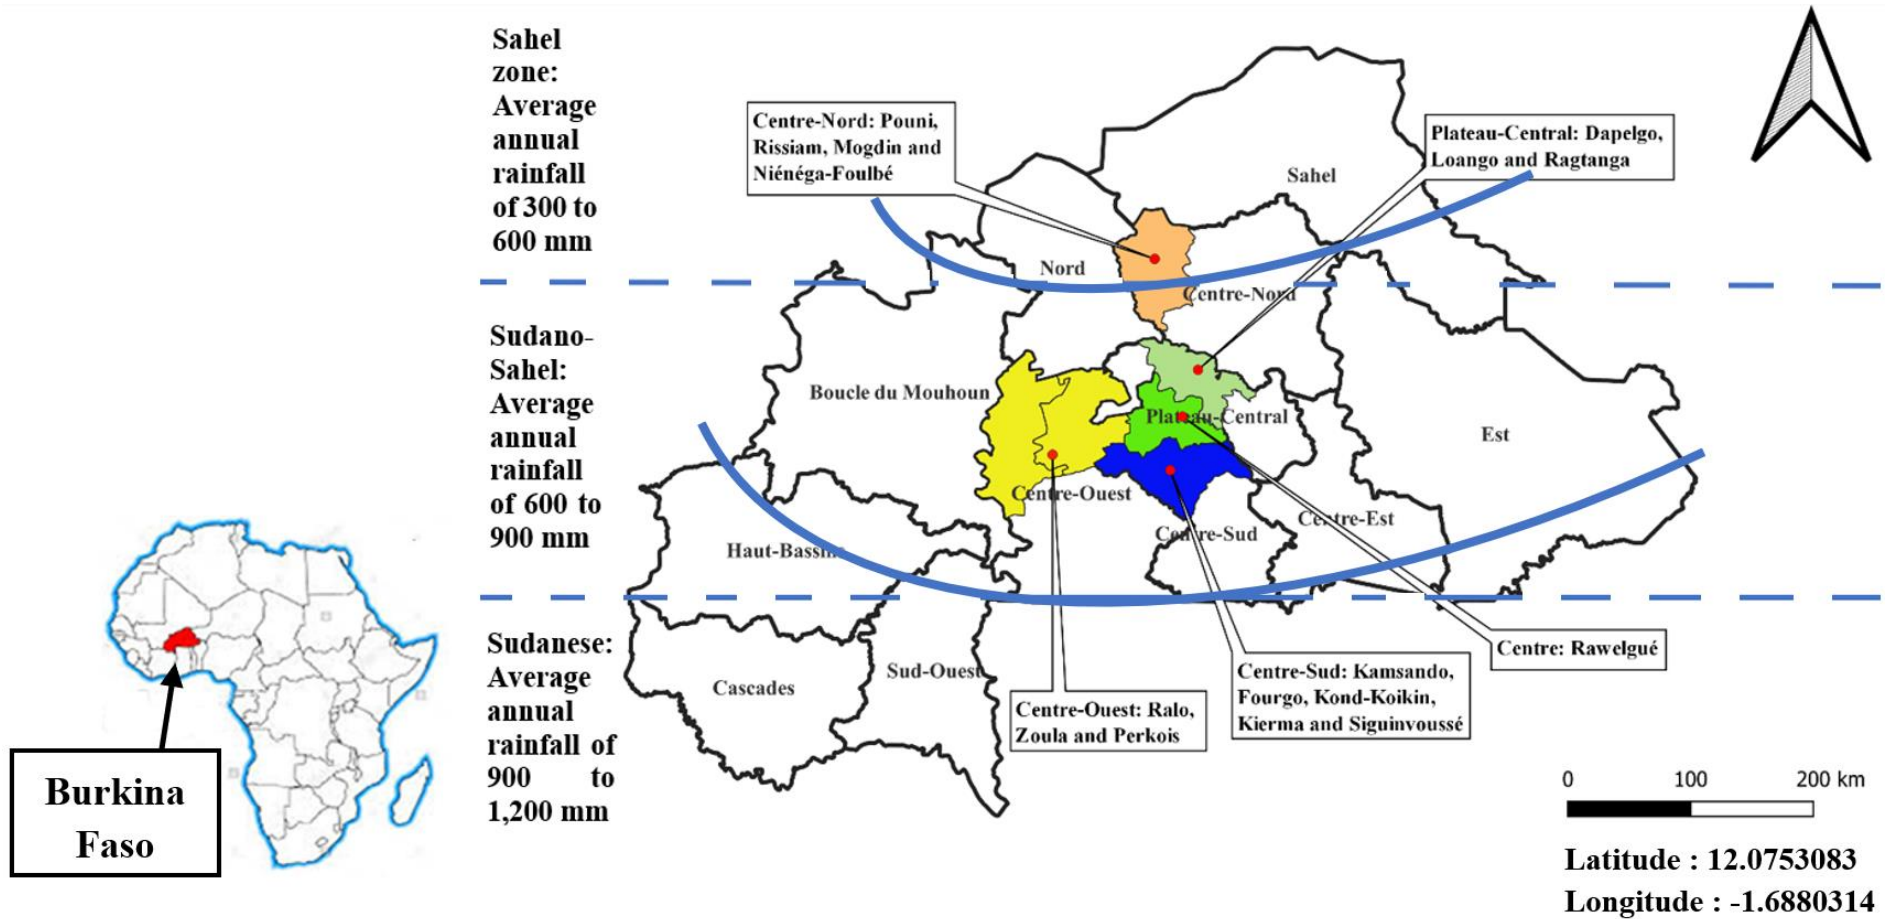 Sahel
zone:
Average
annual
rainfall
of 300 to
600 mm
Sudano-
Sahel:
Average
annual
rainfall
of 600 to
900 mm
Sudanese:
Average
annual
rainfall of
900 to
1,200 mm
Burkina
Faso
Centre-Nord: Pouni,
Rissiam, Mogdin and
Niénéga-Foulbé
Plateau-Central: Dapelgo,
Loango and Ragtanga
Sahel
Nord
Centre-Nord
Boucle du Mouhoun
Plateau-Central
Est
Centre-Ouest
Centre-Est
Centre-Sud
Haut-Bassins
Cascades
Sud-Ouest
Centre: Rawelgué
Centre-Sud: Kamsando,
Fourgo, Kond-Koikin,
Kierma and Siguinvoussé
Centre-Ouest: Ralo,
Zoula and Perkois
0 100 200 km
Latitude : 12.0753083
Longitude : -1.6880314